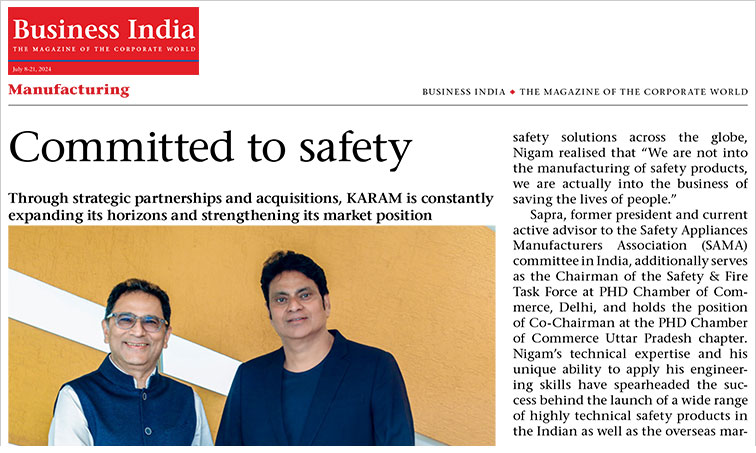 Business India
THE MAGAZINE OF THE CORPORATE WORLD
July 8-21, 2024
Manufacturing
BUSINESS INDIA ◆ THE MAGAZINE OF THE CORPORATE WORLD
Committed to safety
Through strategic partnerships and acquisitions, KARAM is constantly
expanding its horizons and strengthening its market position
safety solutions across the globe,
Nigam realised that “We are not into
the manufacturing of safety products,
we are actually into the business of
saving the lives of people.”
Sapra, former president and current
active advisor to the Safety Appliances
Manufacturers Association (SAMA)
committee in India, additionally serves
as the Chairman of the Safety & Fire
Task Force at PHD Chamber of Com-
merce, Delhi, and holds the position
of Co-Chairman at the PHD Chamber
of Commerce Uttar Pradesh chapter.
Nigam’s technical expertise and his
unique ability to apply his engineer-
ing skills have spearheaded the suc-
cess behind the launch of a wide range
of highly technical safety products in
the Indian as well as the overseas mar-